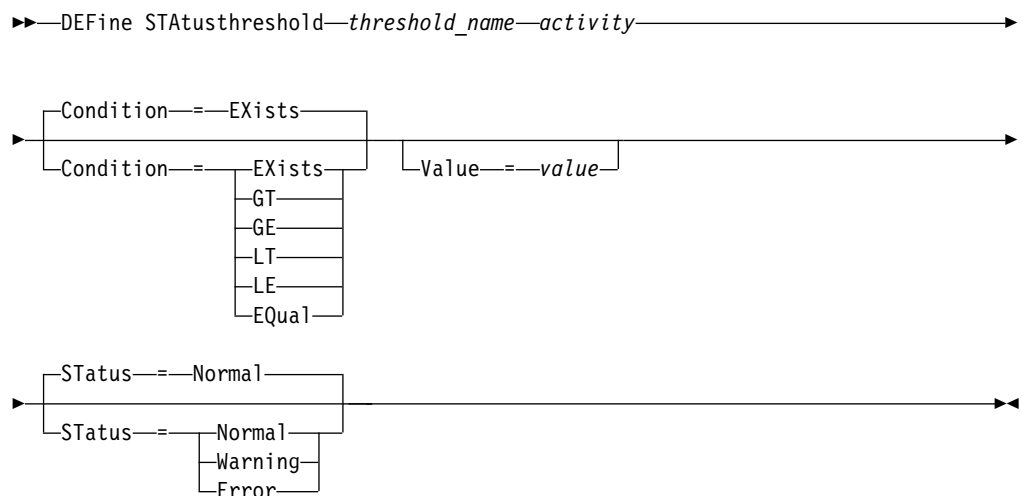 DEFine STAtusthreshold threshold_name activity
Condition = EXists
Condition = EXists Value = value
GT
GE
LT
LE
EQual
STatus = Normal
STatus = Normal
Warning
Error